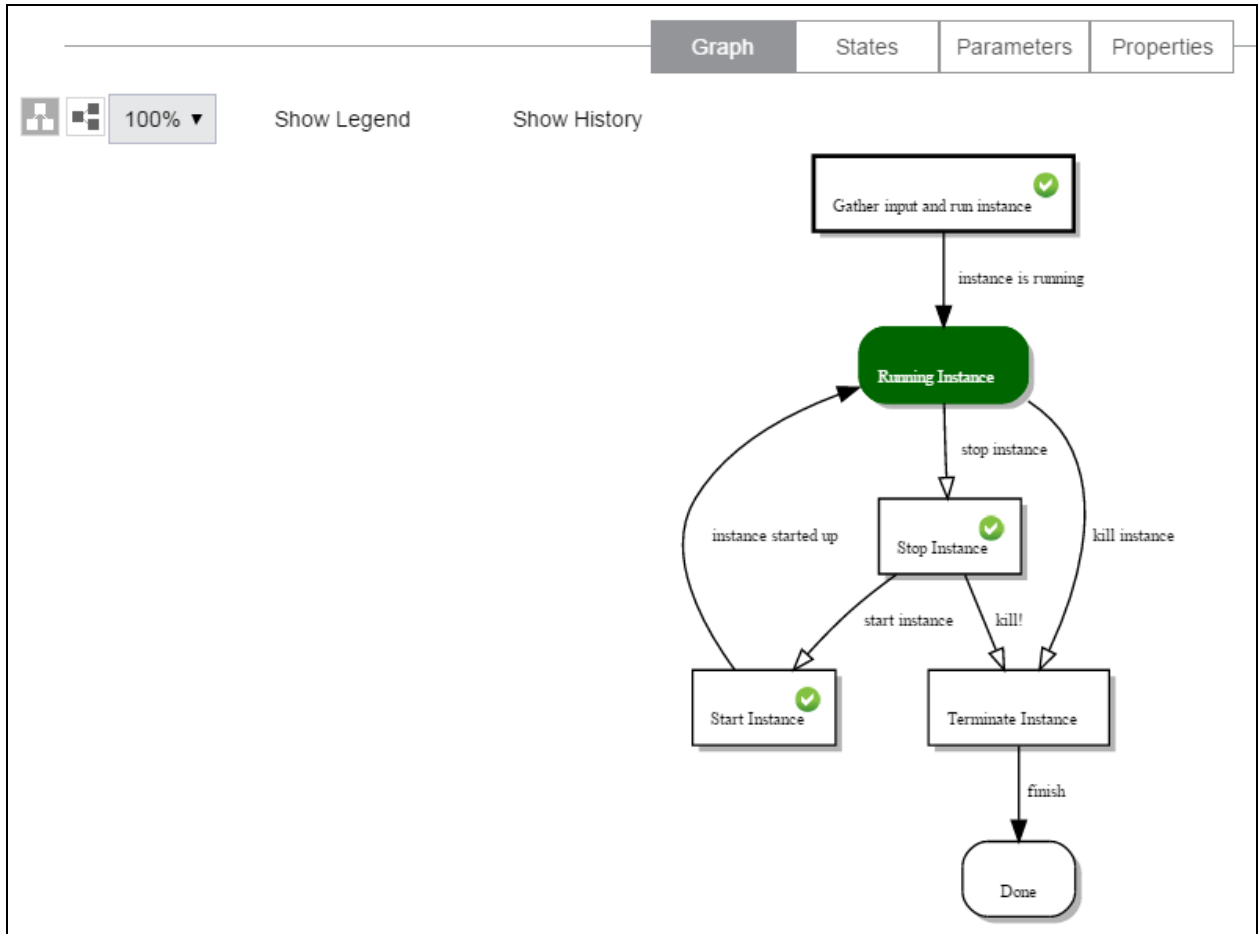 Graph States Parameters Properties
100% ▼ Show Legend Show History
Gather input and run instance
instance is running
Running Instance
stop instance
instance started up
Stop Instance
kill instance
start instance
kill!
Start Instance
Terminate Instance
finish
Done